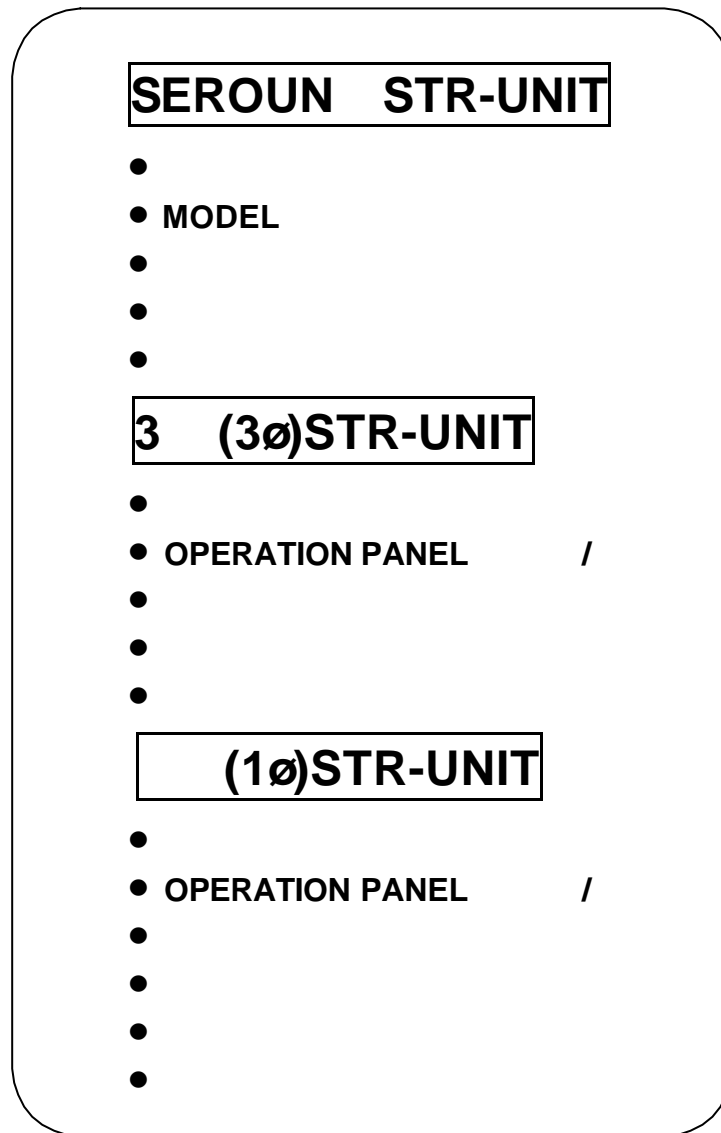 SEROUN STR-UNIT
●
● MODEL
●
●
●
3 (3ø)STR-UNIT
●
● OPERATION PANEL /
●
●
●
(1ø)STR-UNIT
●
● OPERATION PANEL /
●
●
●
●